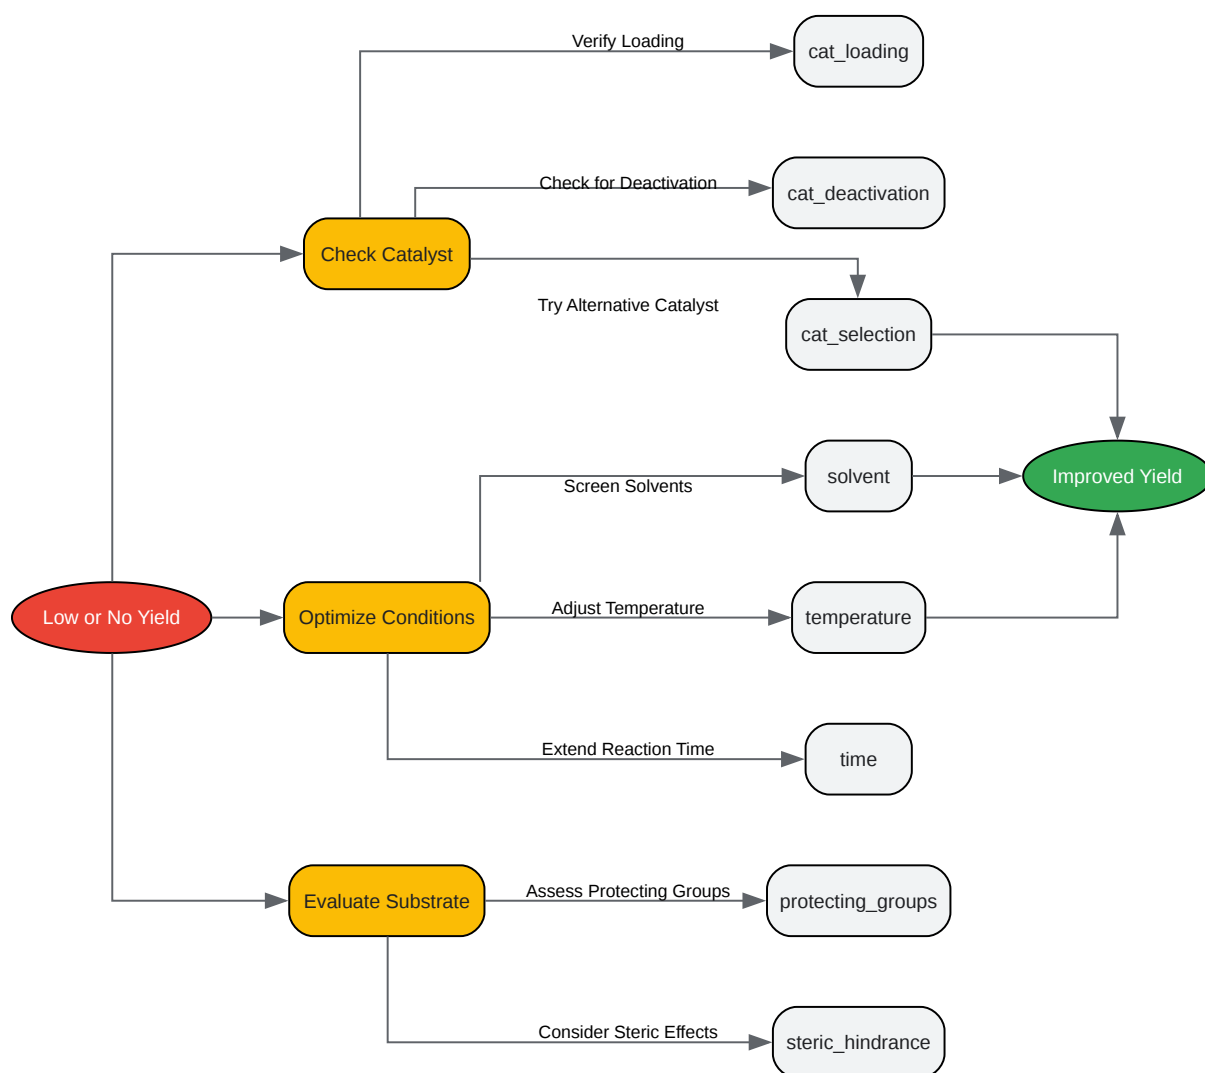 Verify Loading
cat_loading
Check for Deactivation
cat_deactivation
Check Catalyst
Try Alternative Catalyst
cat_selection
Screen Solvents
solvent
Improved Yield
Low or No Yield
Optimize Conditions
Adjust Temperature
temperature
Extend Reaction Time
time
Evaluate Substrate
Assess Protecting Groups
protecting_groups
Consider Steric Effects
steric_hindrance